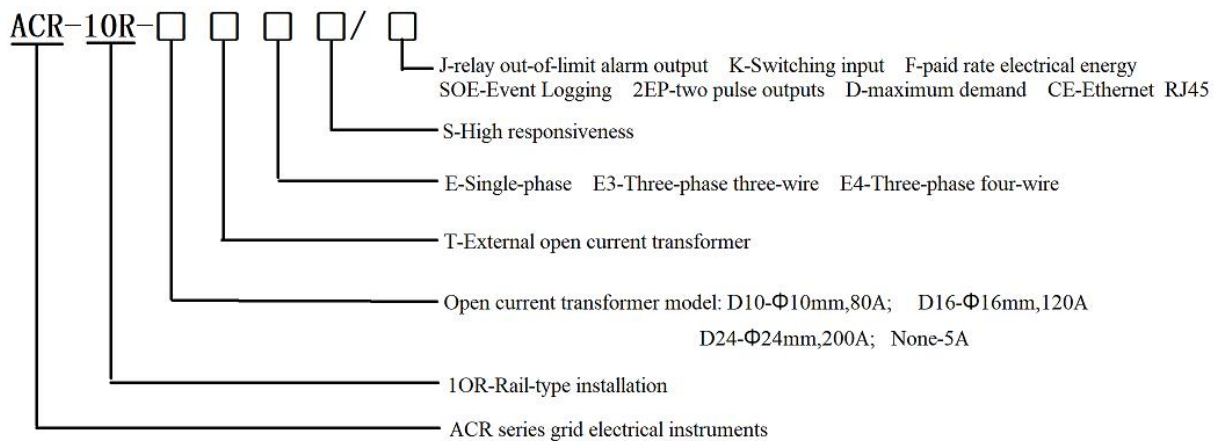 ACR-10R-□ □ □ □/ □
J-relay out-of-limit alarm output K-Switching input F-paid rate electrical energy
SOE-Event Logging 2EP-two pulse outputs D-maximum demand CE-Ethernet RJ45
S-High responsiveness
E-Single-phase E3-Three-phase three-wire E4-Three-phase four-wire
T-External open current transformer
Open current transformer model: D10-Φ10mm,80A; D16-Φ16mm,120A
D24-Φ24mm,200A; None-5A
1OR-Rail-type installation
ACR series grid electrical instruments